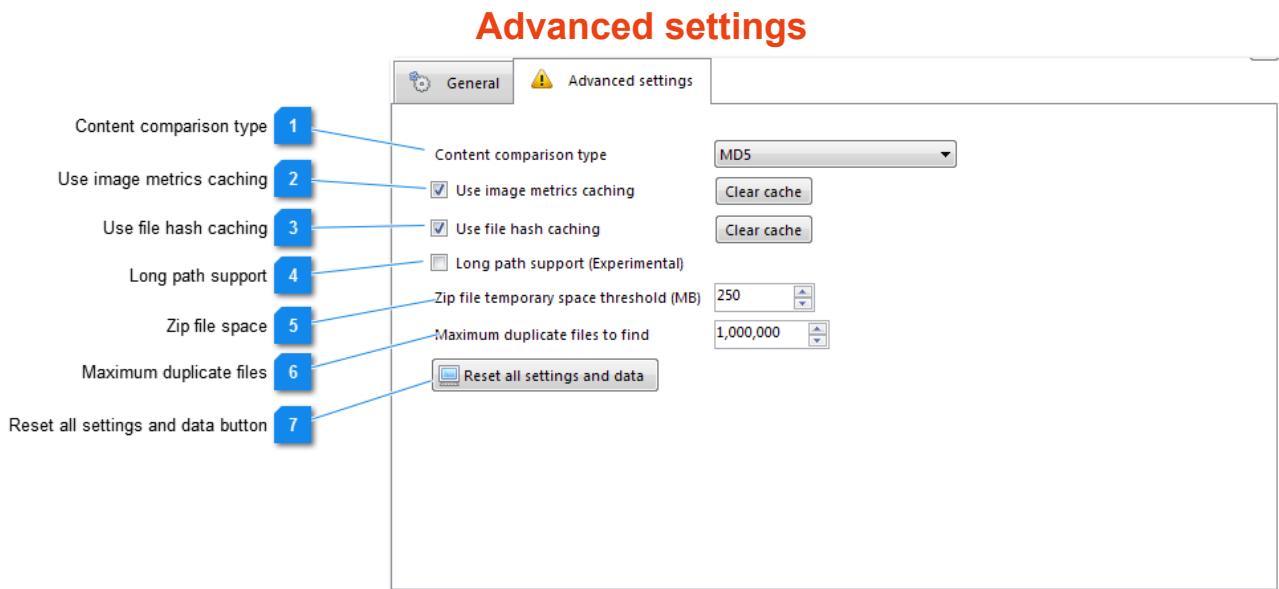 Advanced settings
General
Advanced settings
Content comparison type 1
Content comparison type MD5
Use image metrics caching 2
Use image metrics caching Clear cache
Use file hash caching 3
Use file hash caching Clear cache
Long path support 4
Long path support (Experimental)
Zip file space 5
Zip file temporary space threshold (MB) 250
Maximum duplicate files 6
Maximum duplicate files to find 1,000,000
Reset all settings and data button 7
Reset all settings and data